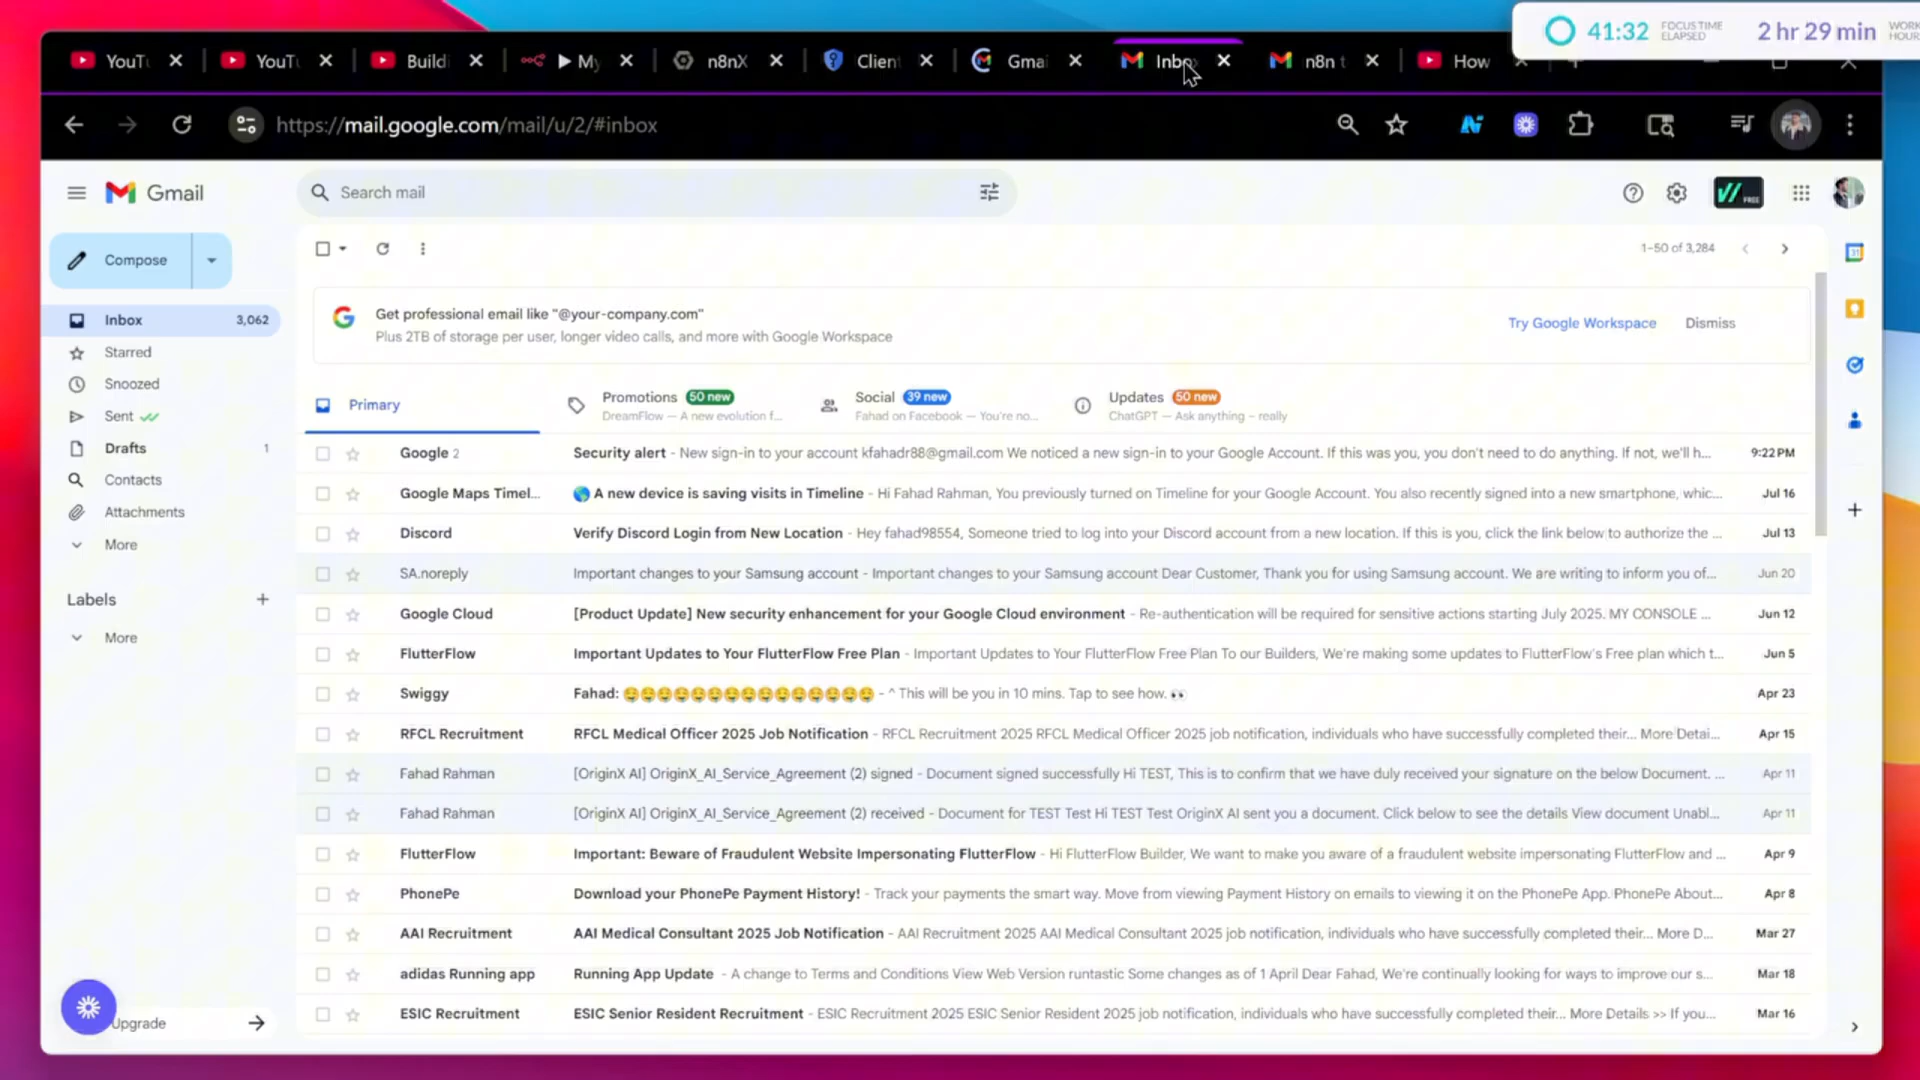 41:32 FOCUS TIME ELAPSED 2 hr 29 min WORK HOURS
YouTu YouTu Buildi My n8nX Client Gmai Inbo n8n t How
https://mail.google.com/mail/u/2/#inbox
Gmail
Search mail
FREE
Compose
1-50 of 3,284
Get professional email like "@your-company.com"
Plus 2TB of storage per user, longer video calls, and more with Google Workspace
Try Google Workspace Dismiss
Inbox 3,062
Starred
Snoozed
Sent
Drafts 1
Contacts
Attachments
More
Labels
More
Upgrade
Primary
Promotions 50 new
DreamFlow — A new evolution f...
Social 39 new
Fahad on Facebook — You're no...
Updates 50 new
ChatGPT — Ask anything – really
Google 2 Security alert - New sign-in to your account kfahadr88@gmail.com We noticed a new sign-in to your Google Account. If this was you, you don't need to do anything. If not, we'll h... 9:22 PM
Google Maps Timel... 🌎 A new device is saving visits in Timeline - Hi Fahad Rahman, You previously turned on Timeline for your Google Account. You also recently signed into a new smartphone, whic... Jul 16
Discord Verify Discord Login from New Location - Hey fahad98554, Someone tried to log into your Discord account from a new location. If this is you, click the link below to authorize the ... Jul 13
SA.noreply Important changes to your Samsung account - Important changes to your Samsung account Dear Customer, Thank you for using Samsung account. We are writing to inform you of... Jun 20
Google Cloud [Product Update] New security enhancement for your Google Cloud environment - Re-authentication will be required for sensitive actions starting July 2025. MY CONSOLE ... Jun 12
FlutterFlow Important Updates to Your FlutterFlow Free Plan - Important Updates to Your FlutterFlow Free Plan To our Builders, We're making some updates to FlutterFlow's Free plan which t... Jun 5
Swiggy Fahad: 🤤🤤🤤🤤🤤🤤🤤🤤🤤🤤🤤🤤🤤🤤🤤 - ^ This will be you in 10 mins. Tap to see how. 👀 Apr 23
RFCL Recruitment RFCL Medical Officer 2025 Job Notification - RFCL Recruitment 2025 RFCL Medical Officer 2025 job notification, individuals who have successfully completed their... More Detai... Apr 15
Fahad Rahman [OriginX AI] OriginX_AI_Service_Agreement (2) signed - Document signed successfully Hi TEST, This is to confirm that we have duly received your signature on the below Document. ... Apr 11
Fahad Rahman [OriginX AI] OriginX_AI_Service_Agreement (2) received - Document for TEST Test Hi TEST Test OriginX AI sent you a document. Click below to see the details View document Unabl... Apr 11
FlutterFlow Important: Beware of Fraudulent Website Impersonating FlutterFlow - Hi FlutterFlow Builder, We want to make you aware of a fraudulent website impersonating FlutterFlow and ... Apr 9
PhonePe Download your PhonePe Payment History! - Track your payments the smart way. Move from viewing Payment History on emails to viewing it on the PhonePe App. PhonePe About... Apr 8
AAI Recruitment AAI Medical Consultant 2025 Job Notification - AAI Recruitment 2025 AAI Medical Consultant 2025 job notification, individuals who have successfully completed their... More D... Mar 27
adidas Running app Running App Update - A change to Terms and Conditions View Web Version runtastic Some changes as of 1 April Dear Fahad, We're continually looking for ways to improve our s... Mar 18
ESIC Recruitment ESIC Senior Resident Recruitment - ESIC Recruitment 2025 ESIC Senior Resident 2025 job notification, individuals who have successfully completed their... More Details >> If you... Mar 16